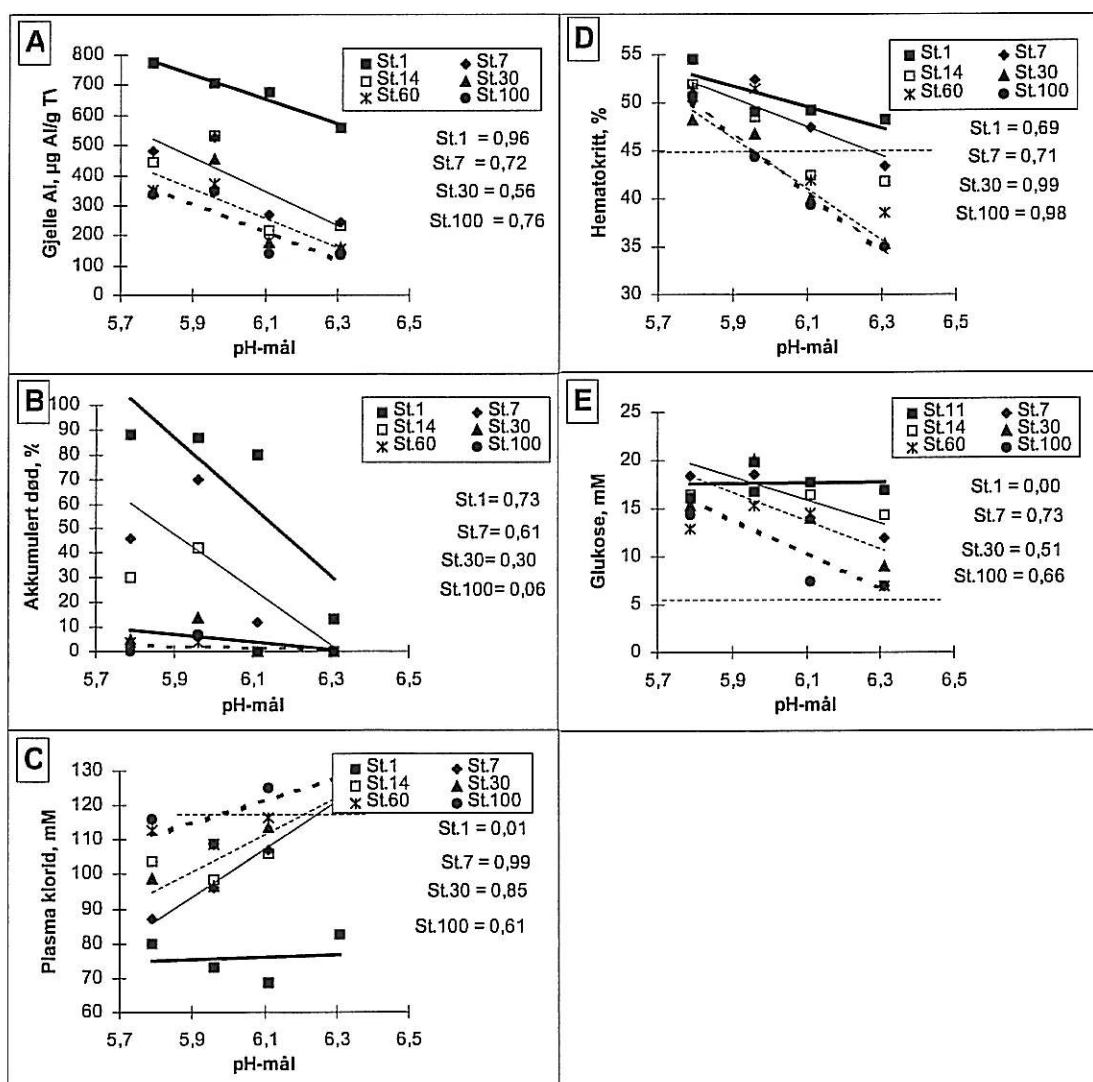 A
Gjelle Al, µg Al/g T\
800
700
600
500
400
300
200
100
0
5,7 5,9 6,1 6,3 6,5
pH-mål
St.1 St.7
St.14 St.30
St.60 St.100
St.1 = 0,96
St.7 = 0,72
St.30 = 0,56
St.100 = 0,76
D
Hematokritt, %
55
50
45
40
35
30
5,7 5,9 6,1 6,3 6,5
pH-mål
St.1 St.7
St.14 St.30
St.60 St.100
St.1 = 0,69
St.7 = 0,71
St.30 = 0,99
St.100 = 0,98
B
Akkumulert død, %
100
90
80
70
60
50
40
30
20
10
0
5,7 5,9 6,1 6,3 6,5
pH-mål
St.1 St.7
St.14 St.30
St.60 St.100
St.1 = 0,73
St.7= 0,61
St.30= 0,30
St.100= 0,06
E
Glukose, mM
25
20
15
10
5
0
5,7 5,9 6,1 6,3 6,5
pH-mål
St.11 St.7
St.14 St.30
St.60 St.100
St.1 = 0,00
St.7 = 0,73
St.30 = 0,51
St.100 = 0,66
C
Plasma klorid, mM
130
120
110
100
90
80
70
60
5,7 5,9 6,1 6,3 6,5
pH-mål
St.1 St.7
St.14 St.30
St.60 St.100
St.1 = 0,01
St.7 = 0,99
St.30 = 0,85
St.100 = 0,61